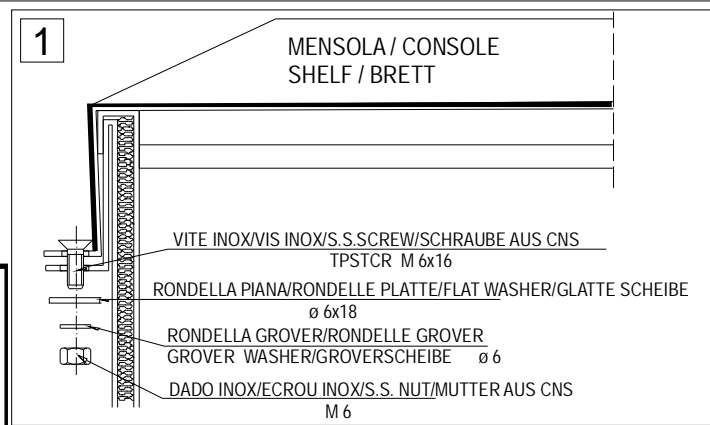 1
MENSOLA / CONSOLE
SHELF / BRETT
VITE INOX/VIS INOX/S.S.SCREW/SCHRAUBE AUS CNS
TPSTCR M 6x16
RONDELLA PIANA/RONDELLE PLATTE/FLAT WASHER/GLATTE SCHEIBE
ø 6x18
RONDELLA GROVER/RONDELLE GROVER
GROVER WASHER/GROVERSCHEIBE ø 6
DADO INOX/ECROU INOX/S.S. NUT/MUTTER AUS CNS
M 6